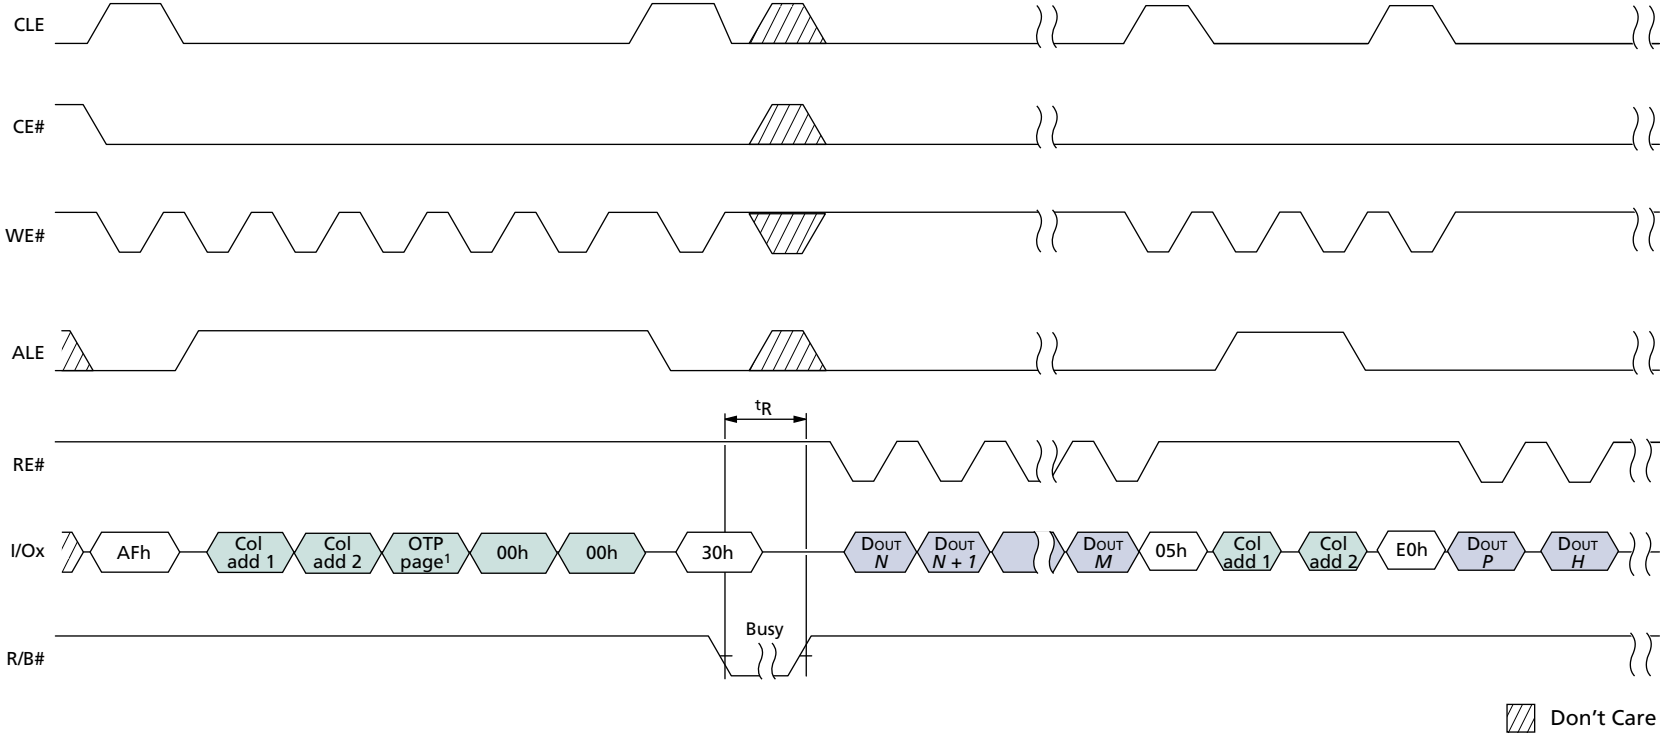 CLE
CE#
WE#
ALE
tR
RE#
I/Ox
AFh
Col
add 1
Col
add 2
OTP
page1
00h
00h
30h
DOUT
N
DOUT
N + 1
DOUT
M
05h
Col
add 1
Col
add 2
E0h
DOUT
P
DOUT
H
Busy
R/B#
Don't Care